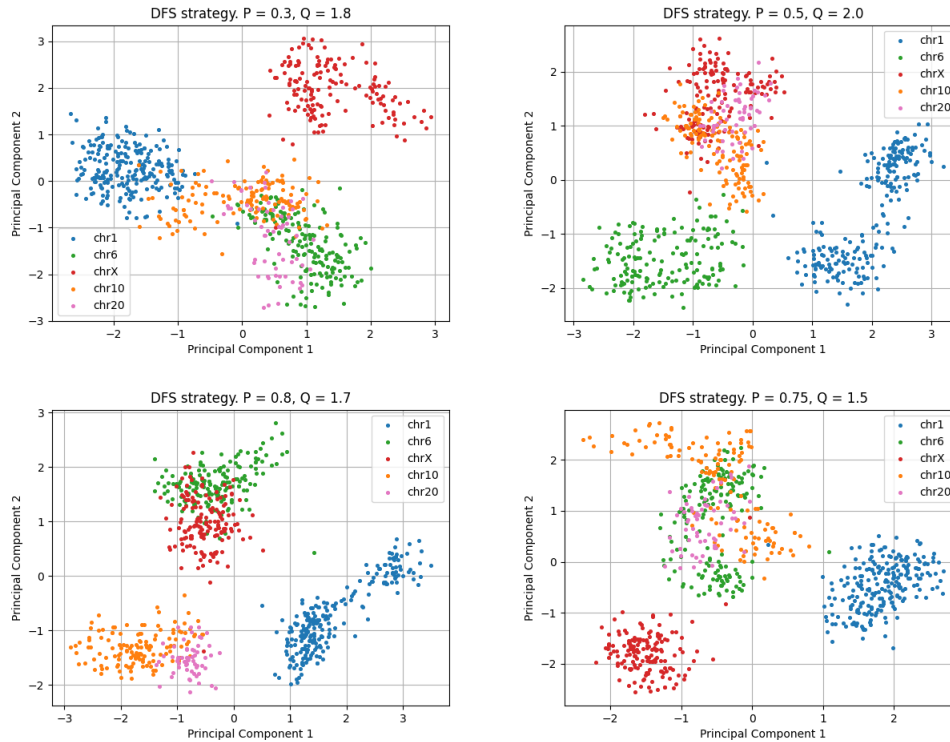 DFS strategy. P = 0.3, Q = 1.8
3
2
1
0
−1
−2
−3
Principal Component 2
chr1
chr6
chrX
chr10
chr20
−2
−1
0
1
2
3
Principal Component 1
DFS strategy. P = 0.5, Q = 2.0
2
1
0
−1
−2
Principal Component 2
chr1
chr6
chrX
chr10
chr20
−3
−2
−1
0
1
2
3
Principal Component 1
DFS strategy. P = 0.8, Q = 1.7
3
2
1
0
−1
−2
Principal Component 2
chr1
chr6
chrX
chr10
chr20
−3
−2
−1
0
1
2
3
Principal Component 1
DFS strategy. P = 0.75, Q = 1.5
2
1
0
−1
−2
Principal Component 2
chr1
chr6
chrX
chr10
chr20
−2
−1
0
1
2
Principal Component 1